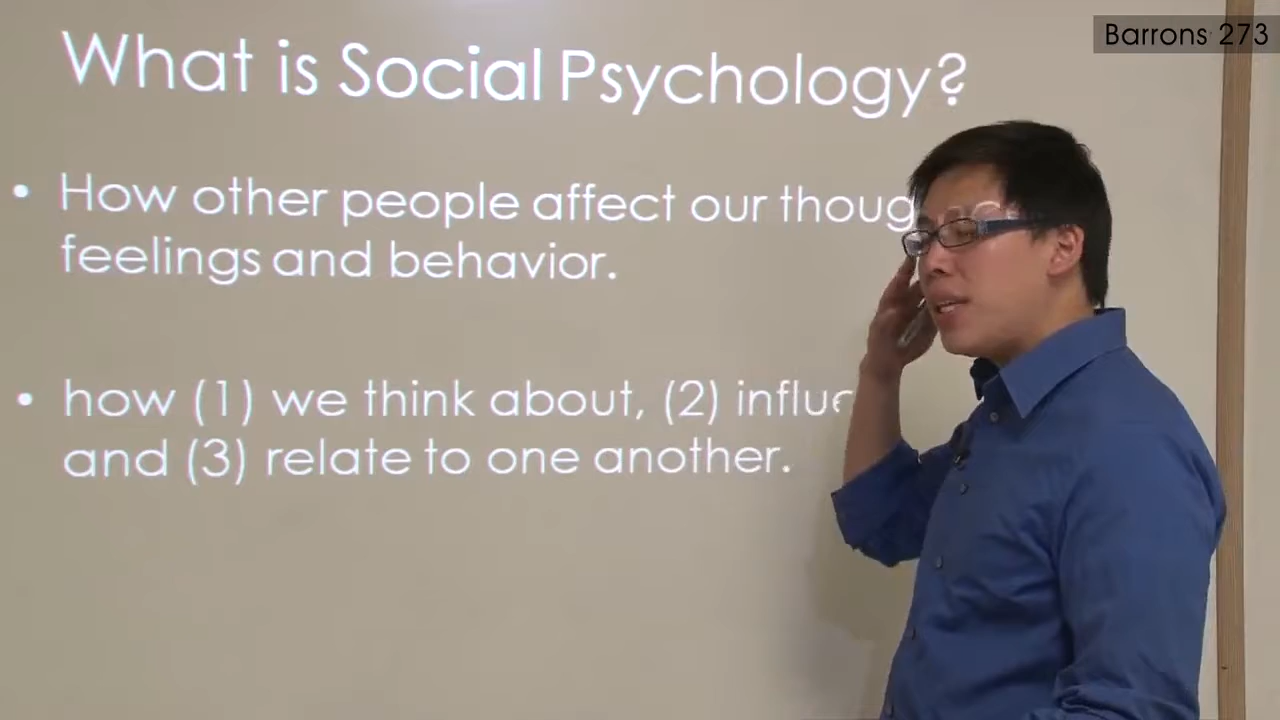 Barrons 273
What is Social Psychology?
• How other people affect our
feelings and behavior.
• how (1) we think about, (2)
and (3) relate to one another.